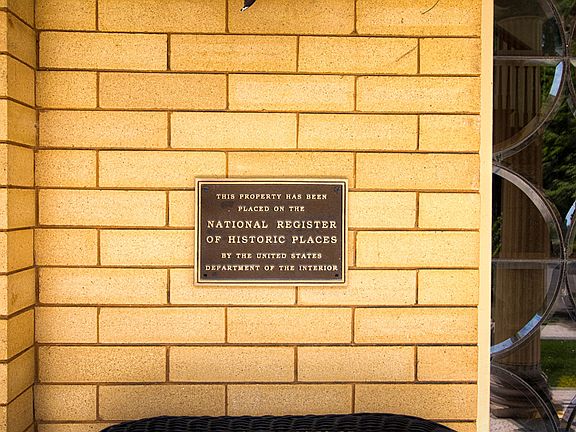 THIS PROPERTY HAS BEEN
PLACED ON THE
NATIONAL REGISTER
OF HISTORIC PLACES
BY THE UNITED STATES
DEPARTMENT OF THE INTERIOR